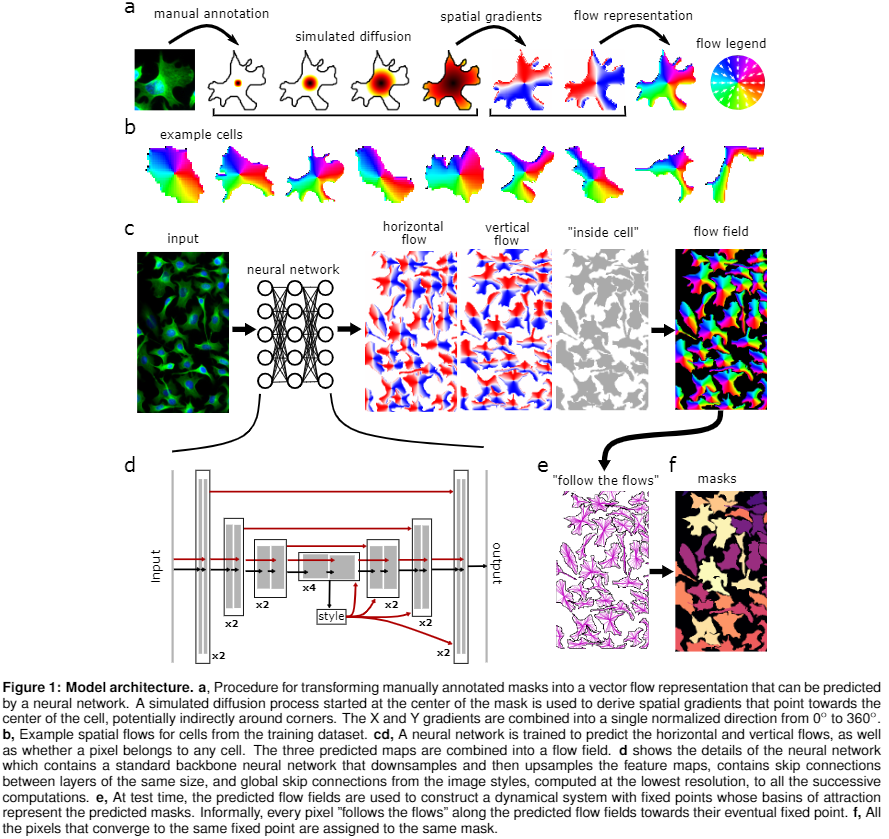 a
manual annotation
simulated diffusion
spatial gradients
flow representation
flow legend
b
example cells
c
input
neural network
horizontal
flow
vertical
flow
"inside cell"
flow field
d
Input
x2
x2
x2
x4
style
x2
x2
x2
output
e
"follow the flows"
f
masks
Figure 1: Model architecture. a, Procedure for transforming manually annotated masks into a vector flow representation that can be predicted
by a neural network. A simulated diffusion process started at the center of the mask is used to derive spatial gradients that point towards the
center of the cell, potentially indirectly around corners. The X and Y gradients are combined into a single normalized direction from 0° to 360°.
b, Example spatial flows for cells from the training dataset. cd, A neural network is trained to predict the horizontal and vertical flows, as well
as whether a pixel belongs to any cell. The three predicted maps are combined into a flow field. d shows the details of the neural network
which contains a standard backbone neural network that downsamples and then upsamples the feature maps, contains skip connections
between layers of the same size, and global skip connections from the image styles, computed at the lowest resolution, to all the successive
computations. e, At test time, the predicted flow fields are used to construct a dynamical system with fixed points whose basins of attraction
represent the predicted masks. Informally, every pixel "follows the flows" along the predicted flow fields towards their eventual fixed point. f, All
the pixels that converge to the same fixed point are assigned to the same mask.